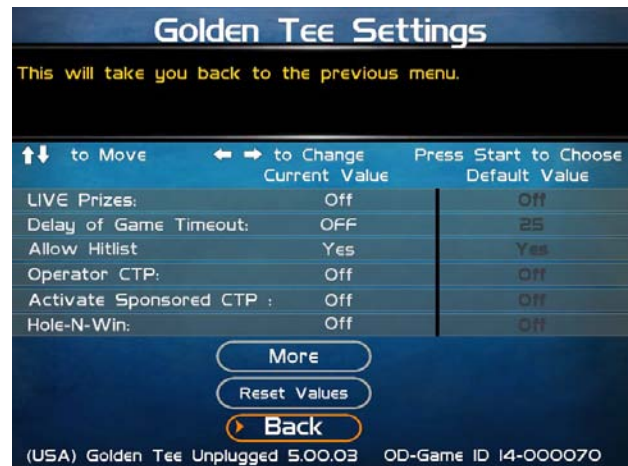 Golden Tee Settings
This will take you back to the previous menu.
to Move to Change Press Start to Choose
Current Value Default Value
LIVE Prizes: Off Off
Delay of Game Timeout: OFF 25
Allow Hitlist Yes Yes
Operator CTP: Off Off
Activate Sponsored CTP : Off Off
Hole-N-Win: Off Off
More
Reset Values
Back
(USA) Golden Tee Unplugged 5.00.03 OD-Game ID 14-000070